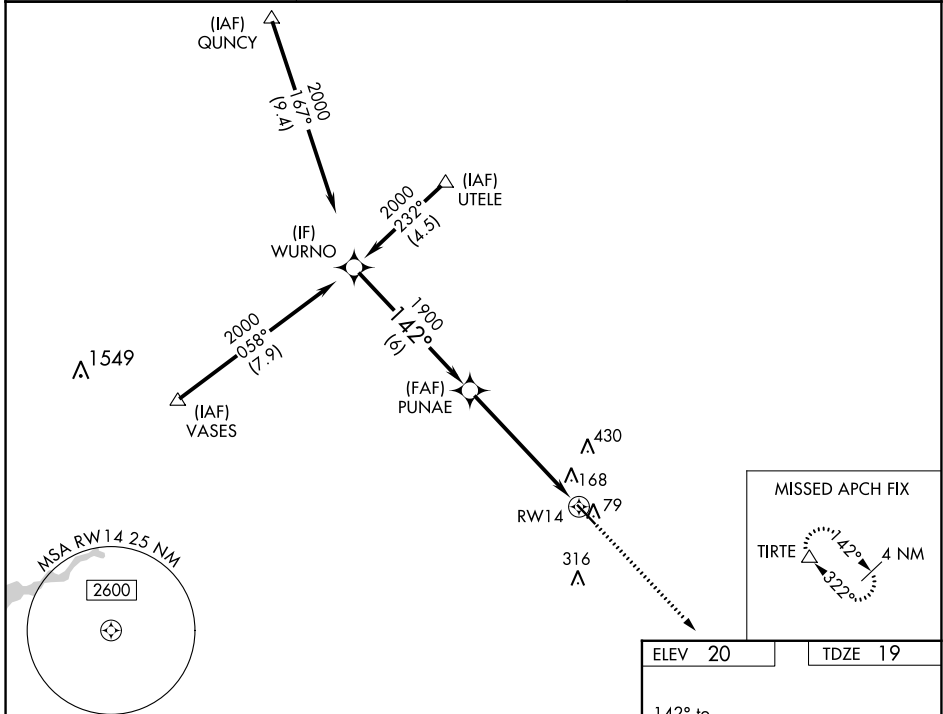 (IAF)
QUNCY
2000
167°
(9.4)
(IAF)
UTELE
2000
232°
(4.5)
(IF)
WURNO
2000
058°
(7.9)
1549
(IAF)
VASES
1900
142°
(6)
(FAF)
PUNAE
430
168
79
RW14
316
MSA RW14 25 NM
2600
MISSED APCH FIX
TIRTE
142°
4 NM
322°
ELEV 20
TDZE 19